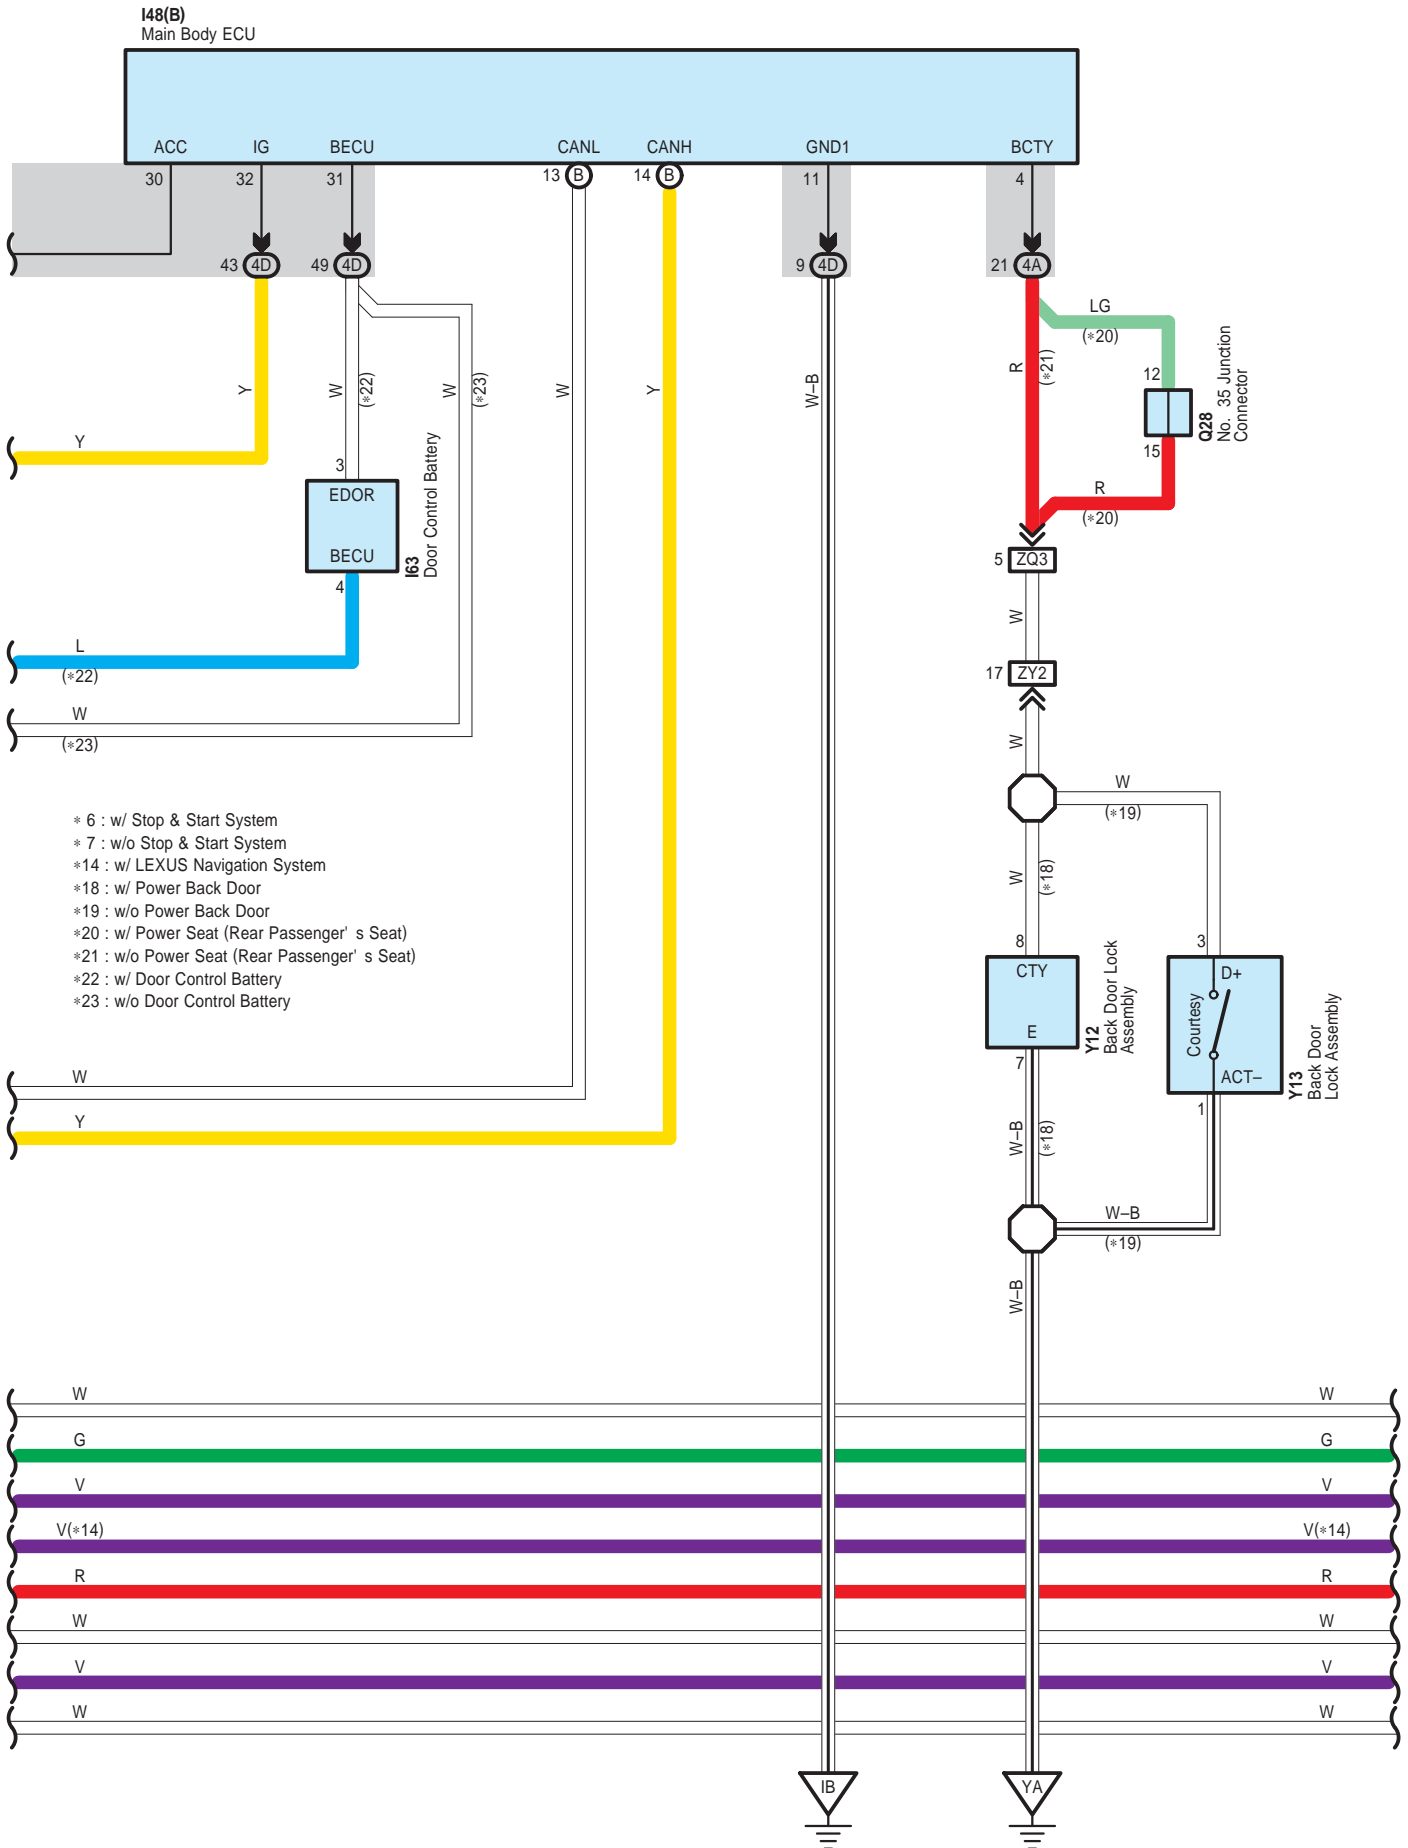 I48(B)
Main Body ECU
ACC IG BECU CANL CANH GND1 BCTY
30 32 31 13 B 14 B 11 4
43 4D 49 4D 9 4D 21 4A
LG
(*20)
Y
W
(*22)
W
(*23)
W
Y
W–B
R
(*21)
12
Q28
No. 35 Junction
Connector
15
Y
3
EDOR
BECU
4
I63
Door Control Battery
R
(*20)
5 ZQ3
W
L
(*22)
17 ZY2
W
(*23)
W
W
(*19)
* 6 : w/ Stop & Start System
* 7 : w/o Stop & Start System
*14 : w/ LEXUS Navigation System
*18 : w/ Power Back Door
*19 : w/o Power Back Door
*20 : w/ Power Seat (Rear Passenger' s Seat)
*21 : w/o Power Seat (Rear Passenger' s Seat)
*22 : w/ Door Control Battery
*23 : w/o Door Control Battery
W
(*18)
8
CTY
E
7
Y12
Back Door Lock
Assembly
3
D+
Courtesy
ACT–
1
Y13
Back Door
Lock Assembly
W
Y
W–B
(*18)
W–B
(*19)
W–B
W W
G G
V V
V(*14) V(*14)
R R
W W
V V
W W
IB YA